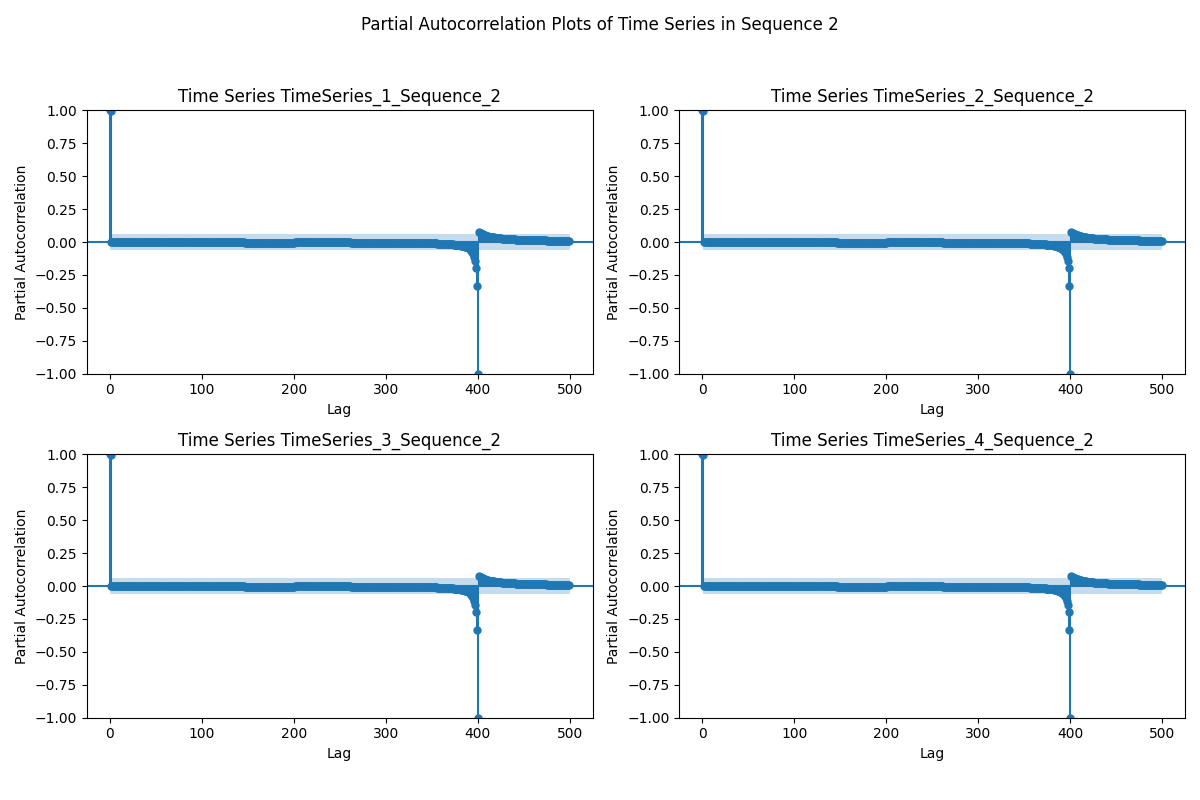 Partial Autocorrelation Plots of Time Series in Sequence 2
Time Series TimeSeries_1_Sequence_2
1.00
0.75
0.50
0.25
0.00
−0.25
−0.50
−0.75
−1.00
Partial Autocorrelation
0 100 200 300 400 500
Lag
Time Series TimeSeries_2_Sequence_2
1.00
0.75
0.50
0.25
0.00
−0.25
−0.50
−0.75
−1.00
Partial Autocorrelation
0 100 200 300 400 500
Lag
Time Series TimeSeries_3_Sequence_2
1.00
0.75
0.50
0.25
0.00
−0.25
−0.50
−0.75
−1.00
Partial Autocorrelation
0 100 200 300 400 500
Lag
Time Series TimeSeries_4_Sequence_2
1.00
0.75
0.50
0.25
0.00
−0.25
−0.50
−0.75
−1.00
Partial Autocorrelation
0 100 200 300 400 500
Lag